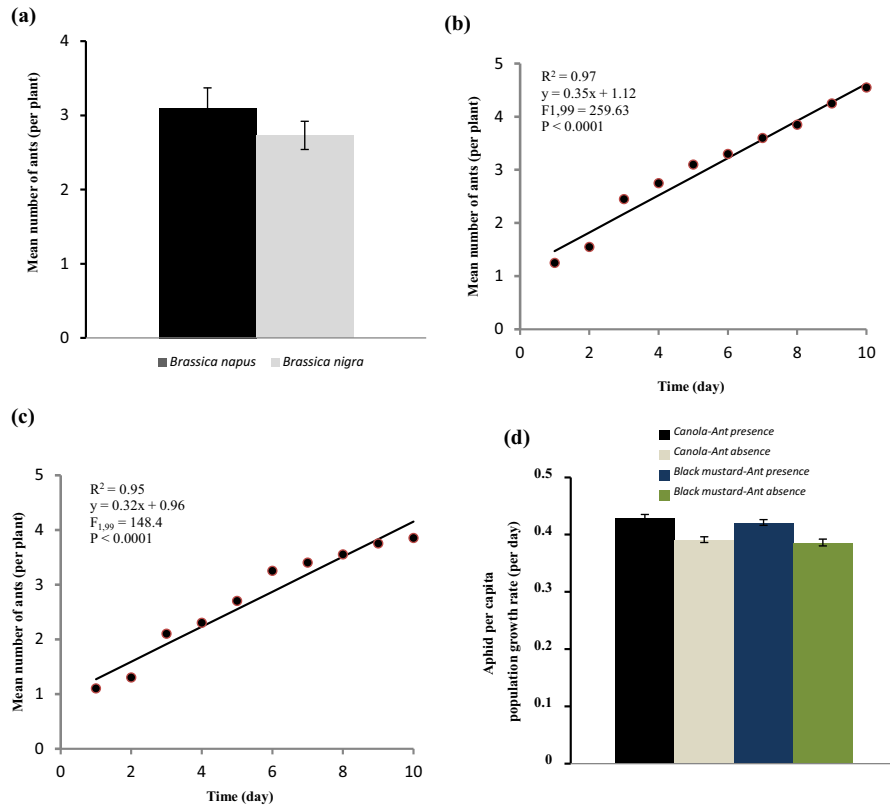 (a)
Mean number of ants (per plant)
4
3
2
1
0
Brassica napus Brassica nigra
(b)
Mean number of ants (per plant)
5
4
3
2
1
0
R² = 0.97
y = 0.35x + 1.12
F1,99 = 259.63
P < 0.0001
0 2 4 6 8 10
Time (day)
(c)
Mean number of ants (per plant)
5
4
3
2
1
0
R² = 0.95
y = 0.32x + 0.96
F₁,₉₉ = 148.4
P < 0.0001
0 2 4 6 8 10
Time (day)
(d)
Canola-Ant presence
Canola-Ant absence
Black mustard-Ant presence
Black mustard-Ant absence
Aphid per capita
population growth rate (per day)
0.5
0.4
0.3
0.2
0.1
0